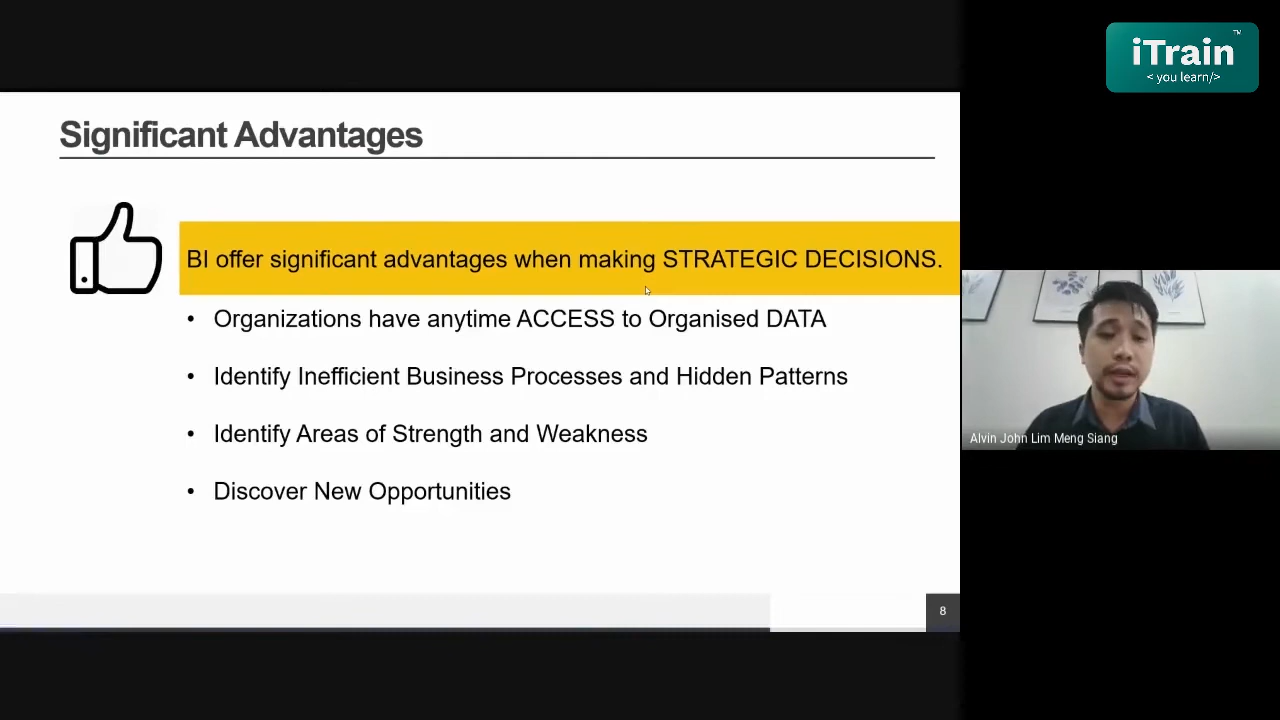 iTrain™
< you learn/>
Significant Advantages
BI offer significant advantages when making STRATEGIC DECISIONS.
• Organizations have anytime ACCESS to Organised DATA
• Identify Inefficient Business Processes and Hidden Patterns
• Identify Areas of Strength and Weakness
• Discover New Opportunities
Alvin John Lim Meng Siang
8